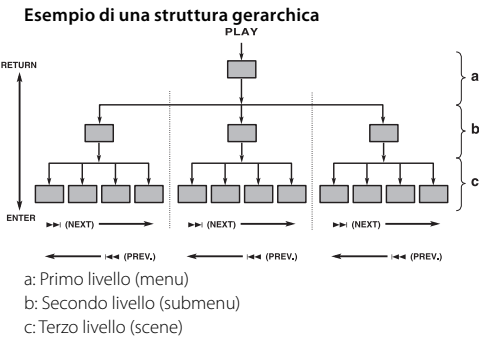 Esempio di una struttura gerarchica
PLAY
RETURN
a
b
c
ENTER
▶▶| (NEXT) ▶▶| (NEXT) ▶▶| (NEXT)
|◀◀ (PREV.) |◀◀ (PREV.) |◀◀ (PREV.)
a: Primo livello (menu)
b: Secondo livello (submenu)
c: Terzo livello (scene)